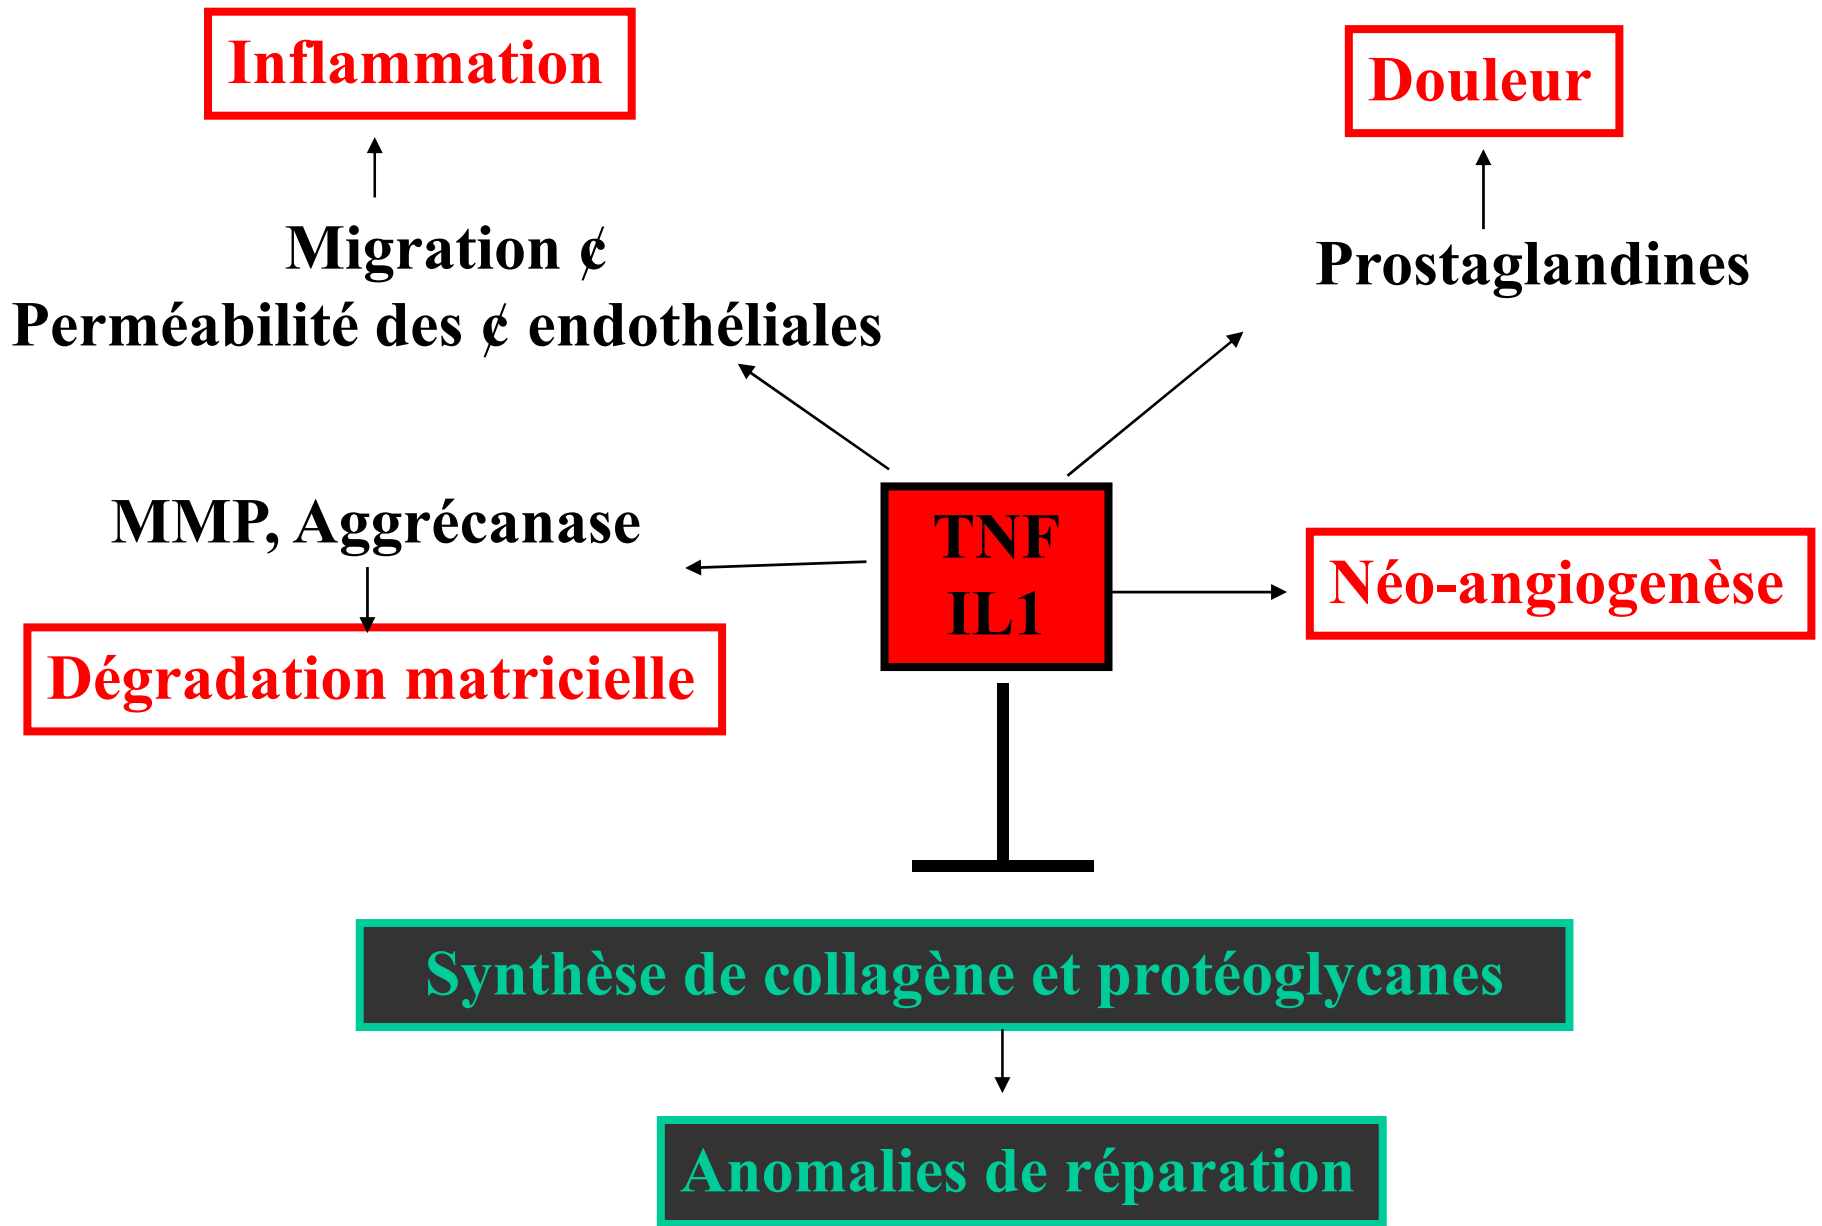 Inflammation
Douleur
Migration ¢
Prostaglandines
Perméabilité des ¢ endothéliales
MMP, Aggrécanase
TNF
IL1
Néo-angiogenèse
Dégradation matricielle
Synthèse de collagène et protéoglycanes
Anomalies de réparation